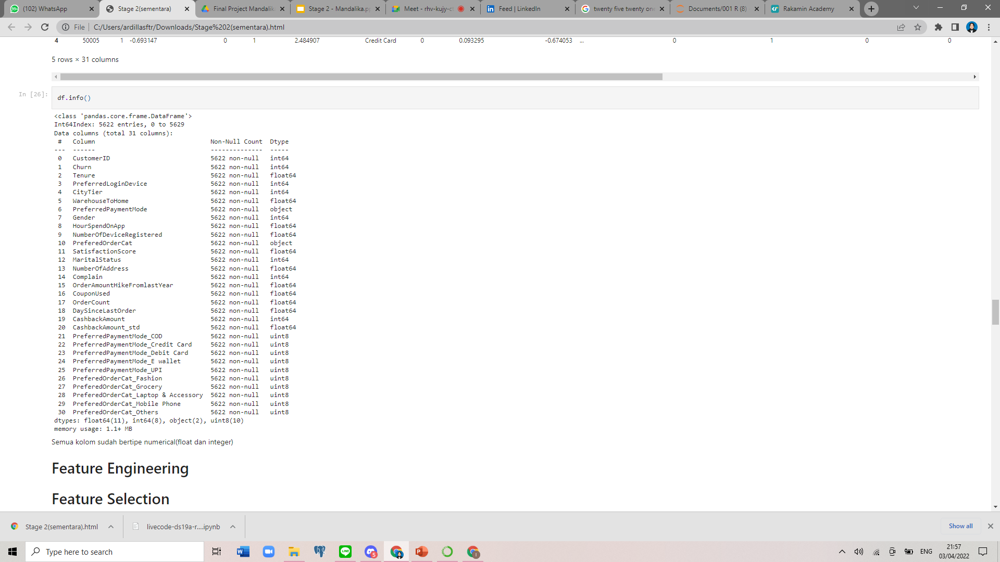 (102) WhatsApp
Stage 2(sementara)
Final Project Mandalik
Stage 2 - Mandalika.p
Meet - rhv-kujy-c
Feed | LinkedIn
twenty five twenty one
Documents/001 R (8)
Rakamin Academy
File | C:/Users/ardillasftr/Downloads/Stage%202(sementara).html
4 50005 1 -0.693147 0 1 2.484907 Credit Card 0 0.093295 -0.674053 ... 0 1 0 0
5 rows × 31 columns
In [26]:
df.info()
<class 'pandas.core.frame.DataFrame'>
Int64Index: 5622 entries, 0 to 5629
Data columns (total 31 columns):
# Column Non-Null Count Dtype
--- ------ -------------- -----
0 CustomerID 5622 non-null int64
1 Churn 5622 non-null int64
2 Tenure 5622 non-null float64
3 PreferredLoginDevice 5622 non-null int64
4 CityTier 5622 non-null int64
5 WarehouseToHome 5622 non-null float64
6 PreferredPaymentMode 5622 non-null object
7 Gender 5622 non-null int64
8 HourSpendOnApp 5622 non-null float64
9 NumberOfDeviceRegistered 5622 non-null float64
10 PreferedOrderCat 5622 non-null object
11 SatisfactionScore 5622 non-null float64
12 MaritalStatus 5622 non-null int64
13 NumberOfAddress 5622 non-null float64
14 Complain 5622 non-null int64
15 OrderAmountHikeFromlastYear 5622 non-null float64
16 CouponUsed 5622 non-null float64
17 OrderCount 5622 non-null float64
18 DaySinceLastOrder 5622 non-null float64
19 CashbackAmount 5622 non-null int64
20 CashbackAmount_std 5622 non-null float64
21 PreferredPaymentMode_COD 5622 non-null uint8
22 PreferredPaymentMode_Credit Card 5622 non-null uint8
23 PreferredPaymentMode_Debit Card 5622 non-null uint8
24 PreferredPaymentMode_E wallet 5622 non-null uint8
25 PreferredPaymentMode_UPI 5622 non-null uint8
26 PreferedOrderCat_Fashion 5622 non-null uint8
27 PreferedOrderCat_Grocery 5622 non-null uint8
28 PreferedOrderCat_Laptop & Accessory 5622 non-null uint8
29 PreferedOrderCat_Mobile Phone 5622 non-null uint8
30 PreferedOrderCat_Others 5622 non-null uint8
dtypes: float64(11), int64(8), object(2), uint8(10)
memory usage: 1.1+ MB
Semua kolom sudah bertipe numerical(float dan integer)
Feature Engineering
Feature Selection
Stage 2(sementara).html
livecode-ds19a-r....ipynb
Show all
Type here to search
ENG
21:57
03/04/2022